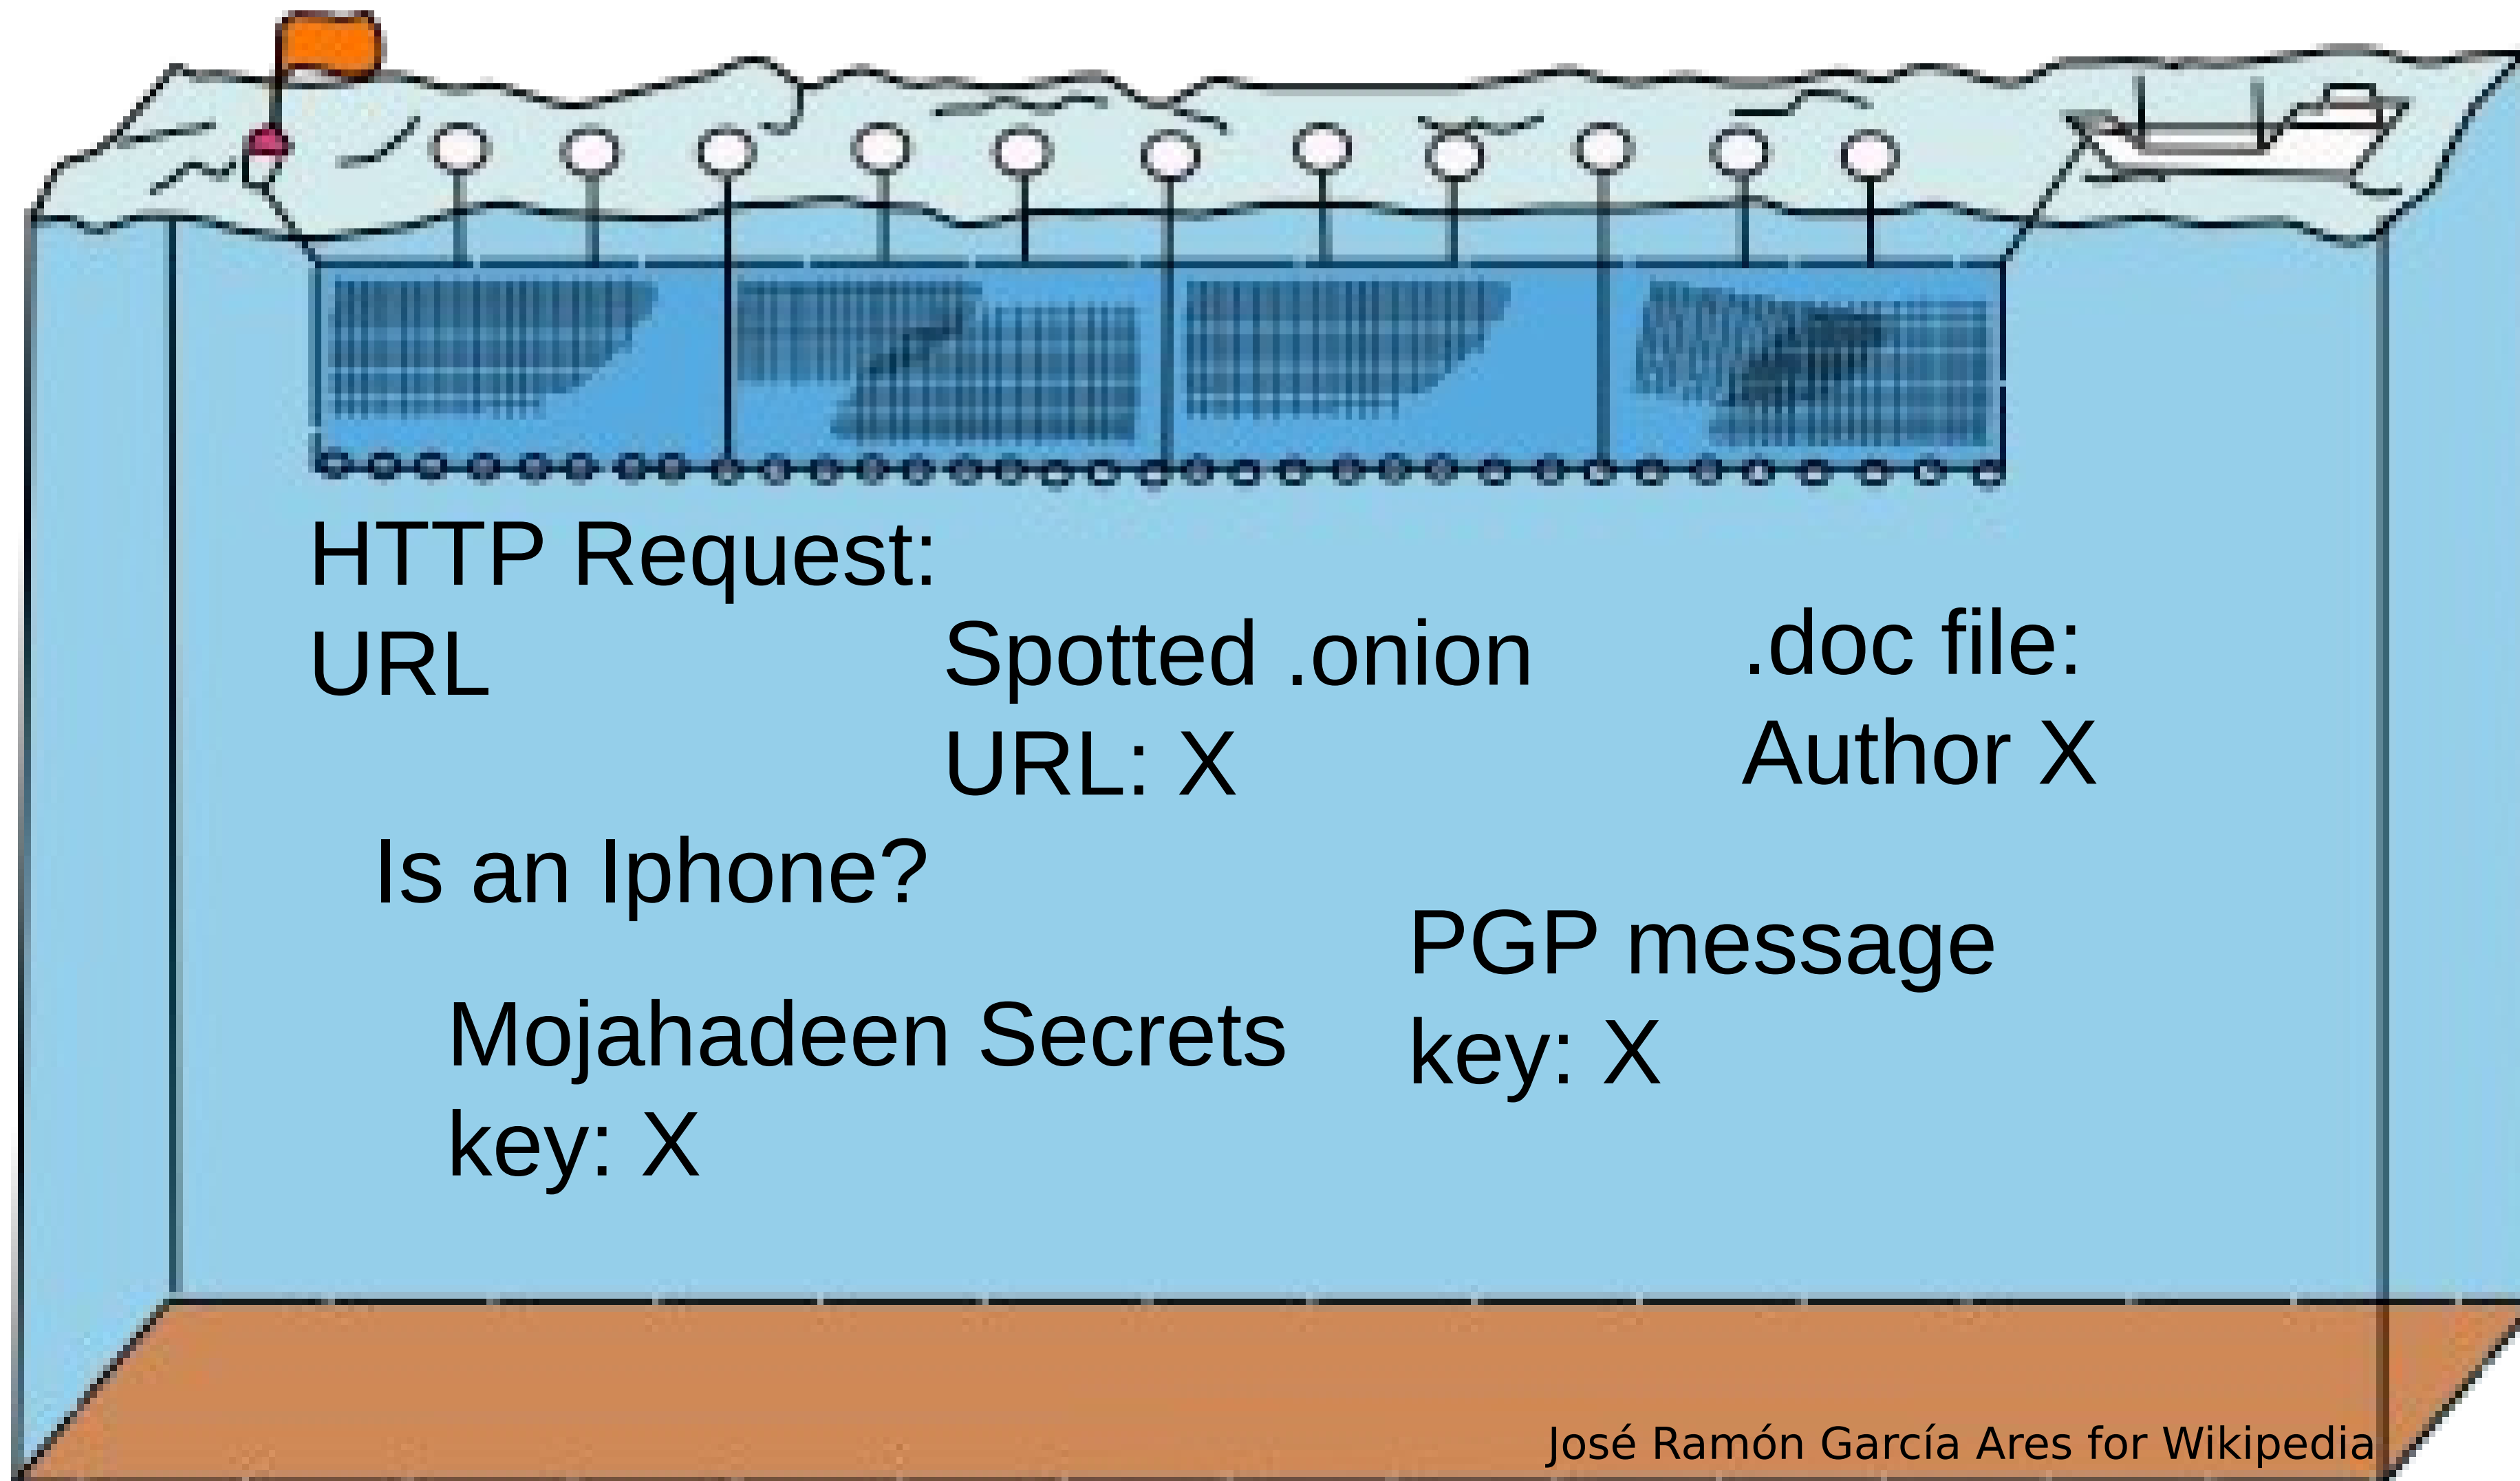 HTTP Request:
URL
Spotted .onion
URL: X
.doc file:
Author X
Is an Iphone?
PGP message
key: X
Mojahadeen Secrets
key: X
José Ramón García Ares for Wikipedia